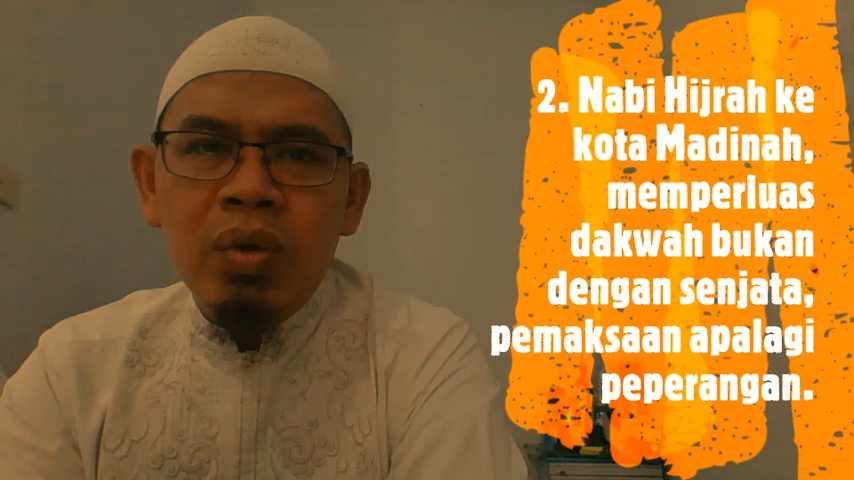 2. Nabi Hijrah ke
kota Madinah,
memperluas
dakwah bukan
dengan senjata,
pemaksaan apalagi
peperangan.